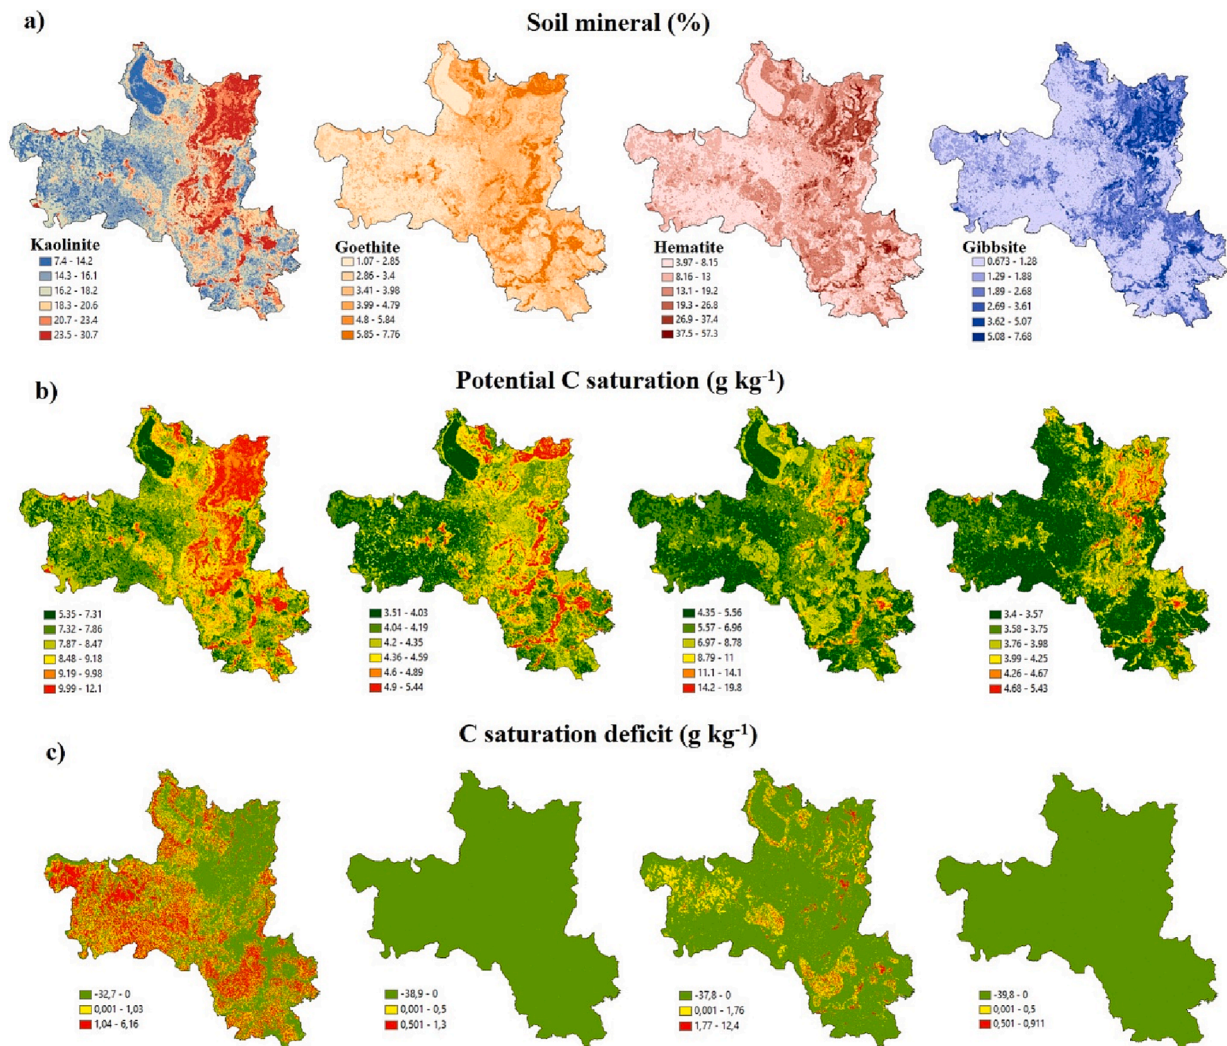 a)
Soil mineral (%)
Kaolinite
7.4 - 14.2
14.3 - 16.1
16.2 - 18.2
18.3 - 20.6
20.7 - 23.4
23.5 - 30.7
Goethite
1.07 - 2.85
2.86 - 3.4
3.41 - 3.98
3.99 - 4.79
4.8 - 5.84
5.85 - 7.76
Hematite
3.97 - 8.15
8.16 - 13
13.1 - 19.2
19.3 - 26.8
26.9 - 37.4
37.5 - 57.3
Gibbsite
0.673 - 1.28
1.29 - 1.88
1.89 - 2.68
2.69 - 3.61
3.62 - 5.07
5.08 - 7.68
b)
Potential C saturation (g kg⁻¹)
5.35 - 7.31
7.32 - 7.86
7.87 - 8.47
8.48 - 9.18
9.19 - 9.98
9.99 - 12.1
3.51 - 4.03
4.04 - 4.19
4.2 - 4.35
4.36 - 4.59
4.6 - 4.89
4.9 - 5.44
4.35 - 5.56
5.57 - 6.96
6.97 - 8.78
8.79 - 11
11.1 - 14.1
14.2 - 19.8
3.4 - 3.57
3.58 - 3.75
3.76 - 3.98
3.99 - 4.25
4.26 - 4.67
4.68 - 5.43
c)
C saturation deficit (g kg⁻¹)
-32,7 - 0
0,001 - 1,03
1,04 - 6,16
-38,9 - 0
0,001 - 0,5
0,501 - 1,3
-37,8 - 0
0,001 - 1,76
1,77 - 12,4
-39,8 - 0
0,001 - 0,5
0,501 - 0,911